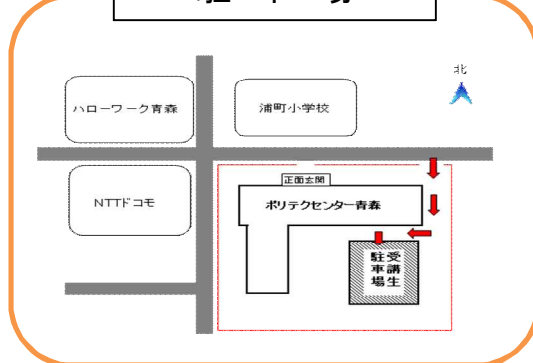 北
ハローワーク青森
浦町小学校
NTTドコモ
正面玄関
ポリテクセンター青森
受講生
駐車場